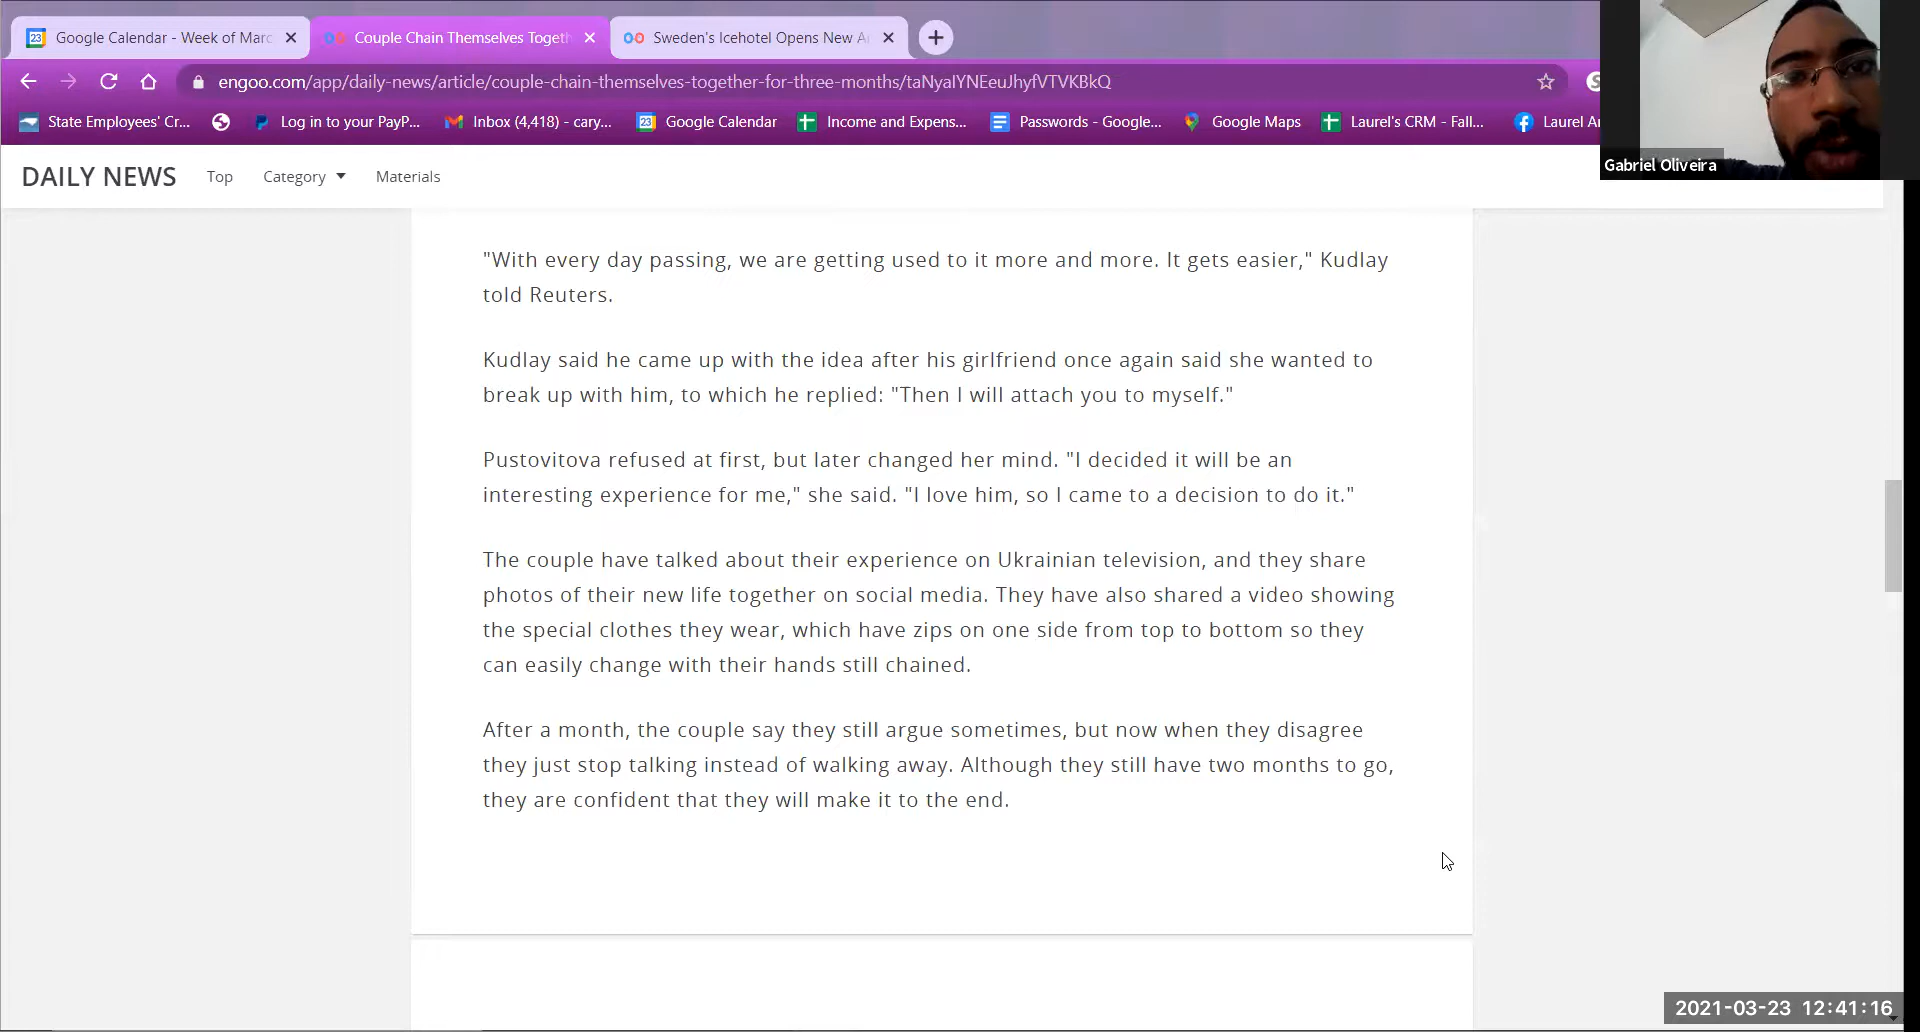 Google Calendar - Week of Marc
Couple Chain Themselves Togeth
Sweden's Icehotel Opens New A
engoo.com/app/daily-news/article/couple-chain-themselves-together-for-three-months/taNyalYNEeuJhyfVTVKBkQ
State Employees' Cr...
Log in to your PayP...
Inbox (4,418) - cary...
Google Calendar
Income and Expens...
Passwords - Google...
Google Maps
Laurel's CRM - Fall...
Laurel Ar
Gabriel Oliveira
DAILY NEWS
Top
Category
Materials
"With every day passing, we are getting used to it more and more. It gets easier," Kudlay
told Reuters.
Kudlay said he came up with the idea after his girlfriend once again said she wanted to
break up with him, to which he replied: "Then I will attach you to myself."
Pustovitova refused at first, but later changed her mind. "I decided it will be an
interesting experience for me," she said. "I love him, so I came to a decision to do it."
The couple have talked about their experience on Ukrainian television, and they share
photos of their new life together on social media. They have also shared a video showing
the special clothes they wear, which have zips on one side from top to bottom so they
can easily change with their hands still chained.
After a month, the couple say they still argue sometimes, but now when they disagree
they just stop talking instead of walking away. Although they still have two months to go,
they are confident that they will make it to the end.
2021-03-23 12:41:16